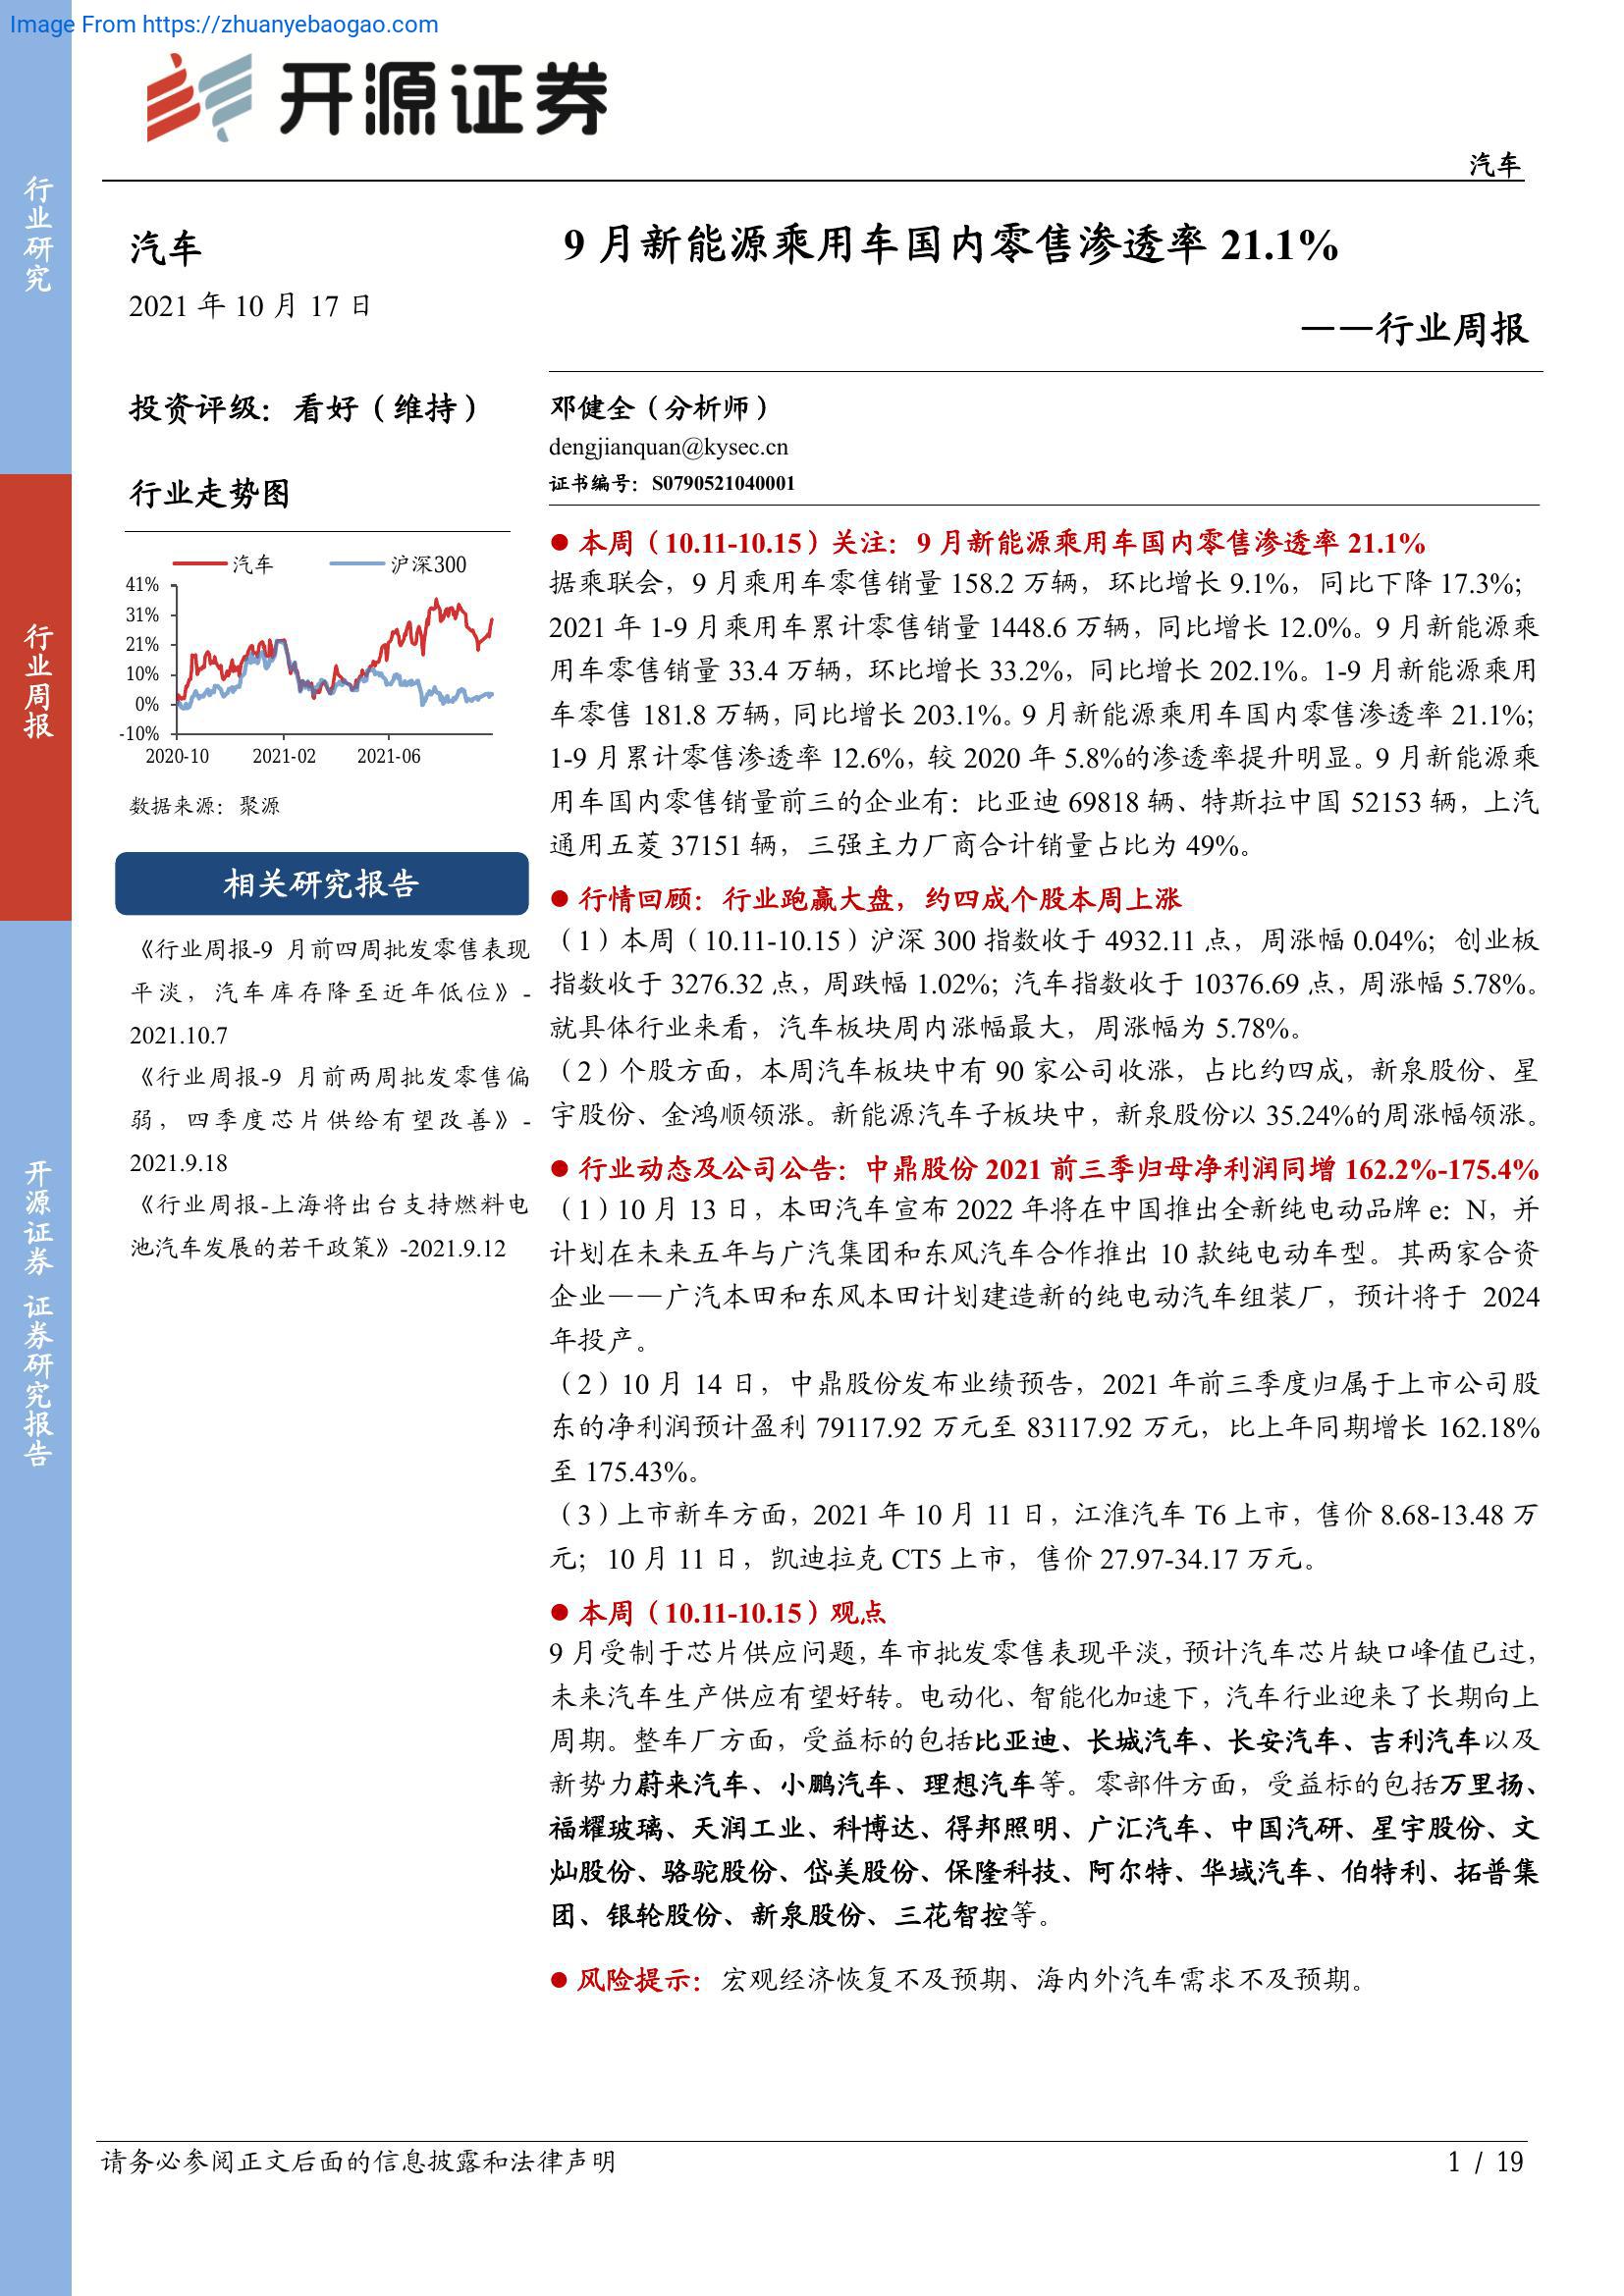 Image From https://zhuanyebaogao.com
开源证券
汽车
行业研究
行业周报
开源证券 证券研究报告
汽车
2021 年 10 月 17 日
投资评级：看好（维持）
行业走势图
汽车 沪深300
41%
31%
21%
10%
0%
-10%
2020-10 2021-02 2021-06
数据来源：聚源
相关研究报告
《行业周报-9 月前四周批发零售表现
平淡，汽车库存降至近年低位》-
2021.10.7
《行业周报-9 月前两周批发零售偏
弱，四季度芯片供给有望改善》-
2021.9.18
《行业周报-上海将出台支持燃料电
池汽车发展的若干政策》-2021.9.12
9 月新能源乘用车国内零售渗透率 21.1%
——行业周报
邓健全（分析师）
dengjianquan@kysec.cn
证书编号：S0790521040001
● 本周（10.11-10.15）关注：9 月新能源乘用车国内零售渗透率 21.1%
据乘联会，9 月乘用车零售销量 158.2 万辆，环比增长 9.1%，同比下降 17.3%；
2021 年 1-9 月乘用车累计零售销量 1448.6 万辆，同比增长 12.0%。9 月新能源乘
用车零售销量 33.4 万辆，环比增长 33.2%，同比增长 202.1%。1-9 月新能源乘用
车零售 181.8 万辆，同比增长 203.1%。9 月新能源乘用车国内零售渗透率 21.1%；
1-9 月累计零售渗透率 12.6%，较 2020 年 5.8%的渗透率提升明显。9 月新能源乘
用车国内零售销量前三的企业有：比亚迪 69818 辆、特斯拉中国 52153 辆，上汽
通用五菱 37151 辆，三强主力厂商合计销量占比为 49%。
● 行情回顾：行业跑赢大盘，约四成个股本周上涨
（1）本周（10.11-10.15）沪深 300 指数收于 4932.11 点，周涨幅 0.04%；创业板
指数收于 3276.32 点，周跌幅 1.02%；汽车指数收于 10376.69 点，周涨幅 5.78%。
就具体行业来看，汽车板块周内涨幅最大，周涨幅为 5.78%。
（2）个股方面，本周汽车板块中有 90 家公司收涨，占比约四成，新泉股份、星
宇股份、金鸿顺领涨。新能源汽车子板块中，新泉股份以 35.24%的周涨幅领涨。
● 行业动态及公司公告：中鼎股份 2021 前三季归母净利润同增 162.2%-175.4%
（1）10 月 13 日，本田汽车宣布 2022 年将在中国推出全新纯电动品牌 e：N，并
计划在未来五年与广汽集团和东风汽车合作推出 10 款纯电动车型。其两家合资
企业——广汽本田和东风本田计划建造新的纯电动汽车组装厂，预计将于 2024
年投产。
（2）10 月 14 日，中鼎股份发布业绩预告，2021 年前三季度归属于上市公司股
东的净利润预计盈利 79117.92 万元至 83117.92 万元，比上年同期增长 162.18%
至 175.43%。
（3）上市新车方面，2021 年 10 月 11 日，江淮汽车 T6 上市，售价 8.68-13.48 万
元；10 月 11 日，凯迪拉克 CT5 上市，售价 27.97-34.17 万元。
● 本周（10.11-10.15）观点
9 月受制于芯片供应问题，车市批发零售表现平淡，预计汽车芯片缺口峰值已过，
未来汽车生产供应有望好转。电动化、智能化加速下，汽车行业迎来了长期向上
周期。整车厂方面，受益标的包括比亚迪、长城汽车、长安汽车、吉利汽车以及
新势力蔚来汽车、小鹏汽车、理想汽车等。零部件方面，受益标的包括万里扬、
福耀玻璃、天润工业、科博达、得邦照明、广汇汽车、中国汽研、星宇股份、文
灿股份、骆驼股份、岱美股份、保隆科技、阿尔特、华域汽车、伯特利、拓普集
团、银轮股份、新泉股份、三花智控等。
● 风险提示：宏观经济恢复不及预期、海内外汽车需求不及预期。
请务必参阅正文后面的信息披露和法律声明
1 / 19